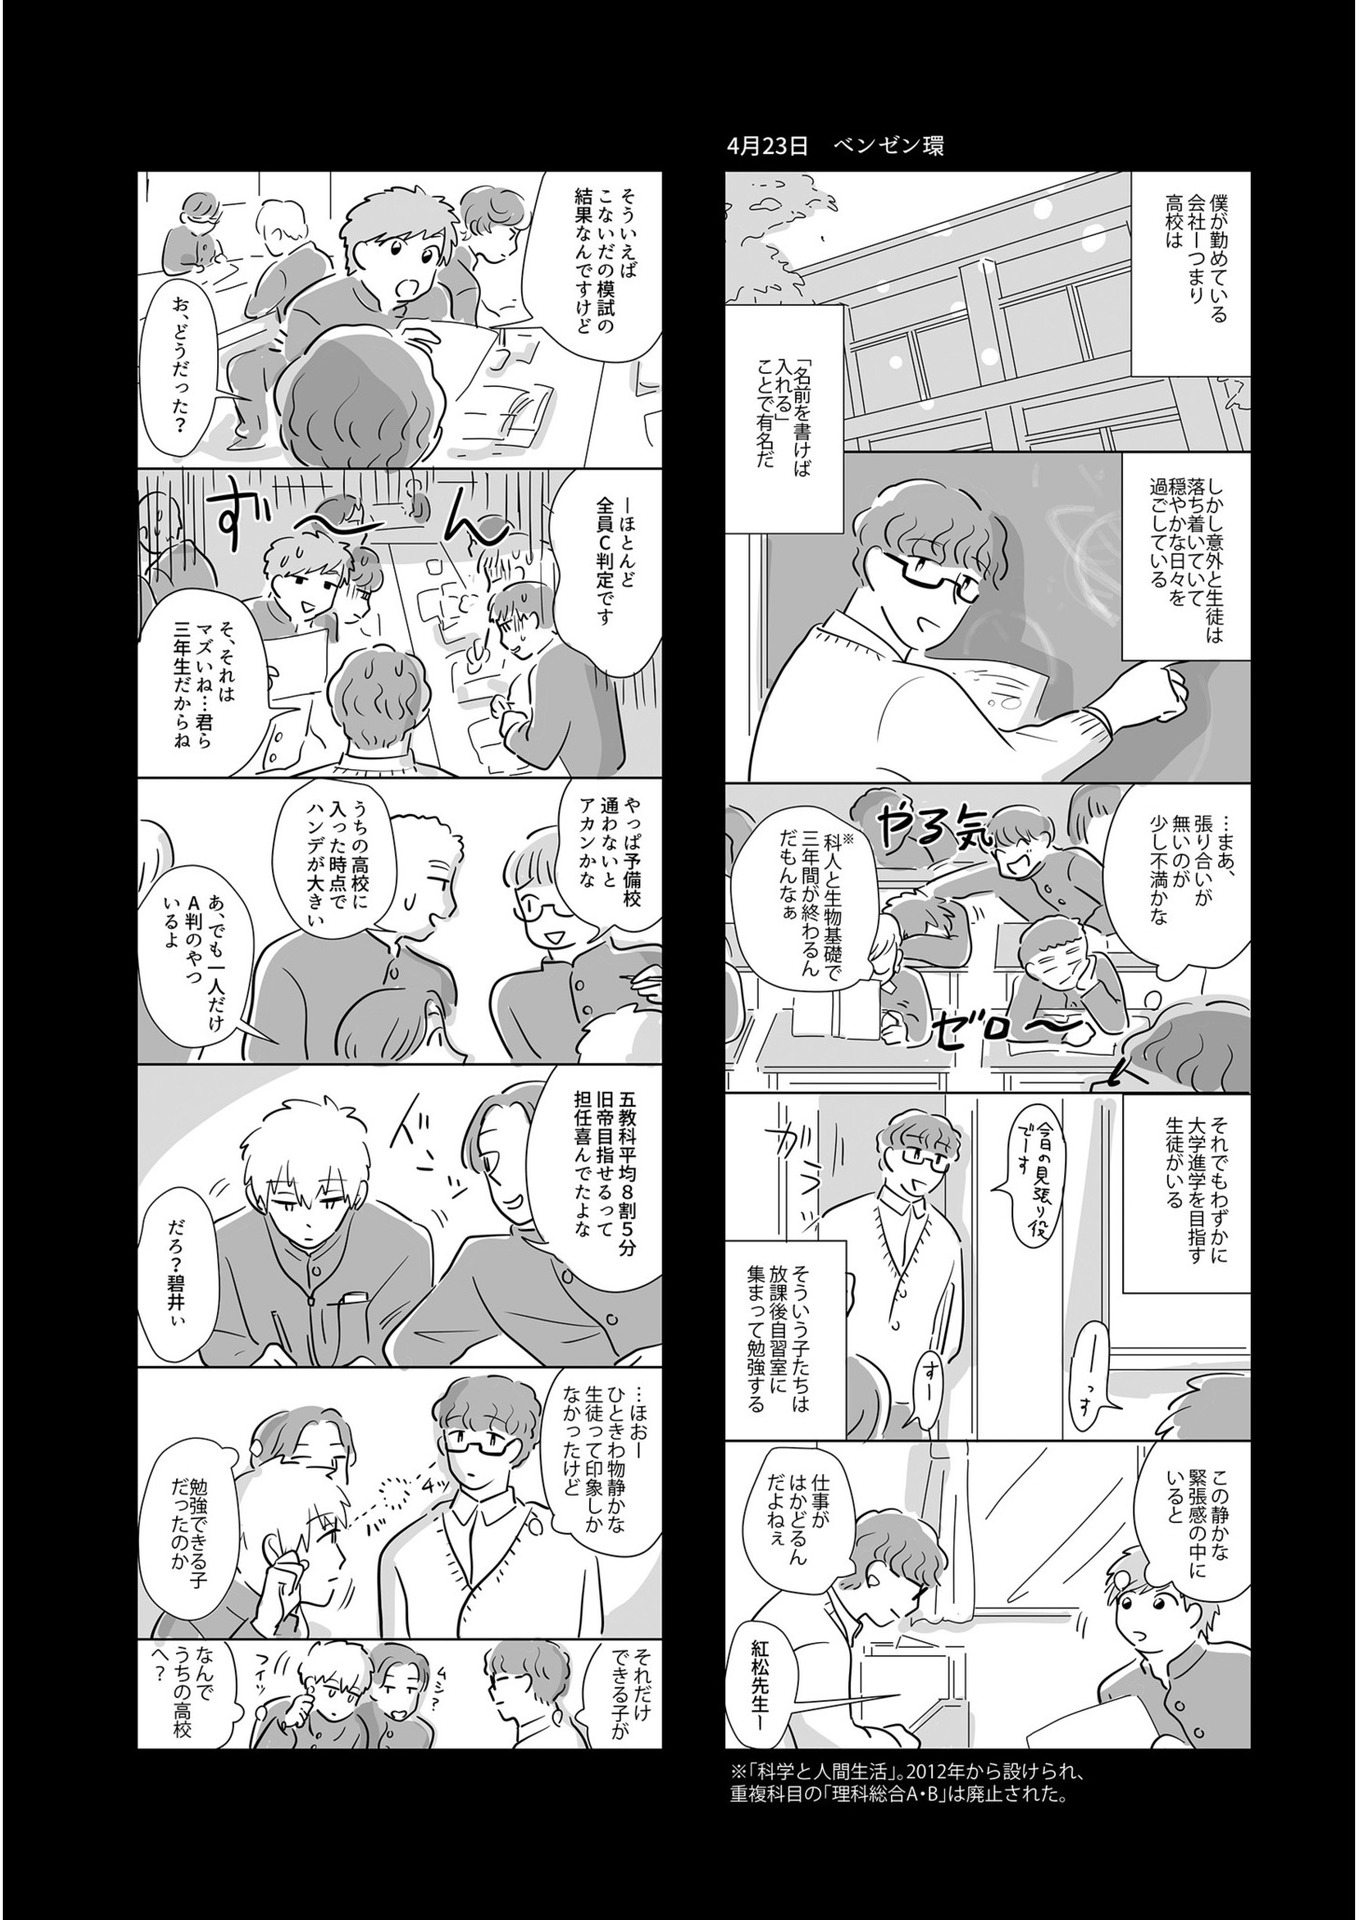 4月23日　ベンゼン環
僕が勤めている
会社ーつまり
高校は
「名前を書けば
入れる」
ことで有名だ
しかし意外と生徒は
落ち着いていて
穏やかな日々を
過ごしている
…まあ、
張り合いが
無いのが
少し不満かな
やる気
ゼロ〜
※科人と生物基礎で
三年間が終わるん
だもんなぁ
それでもわずかに
大学進学を目指す
生徒がいる
今日の見張り役
でーす
ガラッ
ーっす
すー
そういう子たちは
放課後自習室に
集まって勉強する
この静かな
緊張感の中に
いると
仕事が
はかどるん
だよねぇ
紅松先生ー
※「科学と人間生活」。2012年から設けられ、
重複科目の「理科総合A・B」は廃止された。
そういえば
こないだの模試の
結果なんですけど
お、どうだった?
ーほとんど
全員C判定です
ず〜ん
そ、それは
マズいね…君ら
三年生だからね
やっぱ予備校
通わないと
アカンかな
うちの高校に
入った時点で
ハンデが大きい
あ、でも一人だけ
A判のやつ
いるよ
五教科平均8割5分
旧帝目指せるって
担任喜んでたよな
だろ?碧井ぃ
…ほおー
ひときわ物静かな
生徒って印象しか
なかったけど
チッ
勉強できる子
だったのか
それだけ
できる子が
ムシ?
フイッ
なんで
うちの高校
へ?